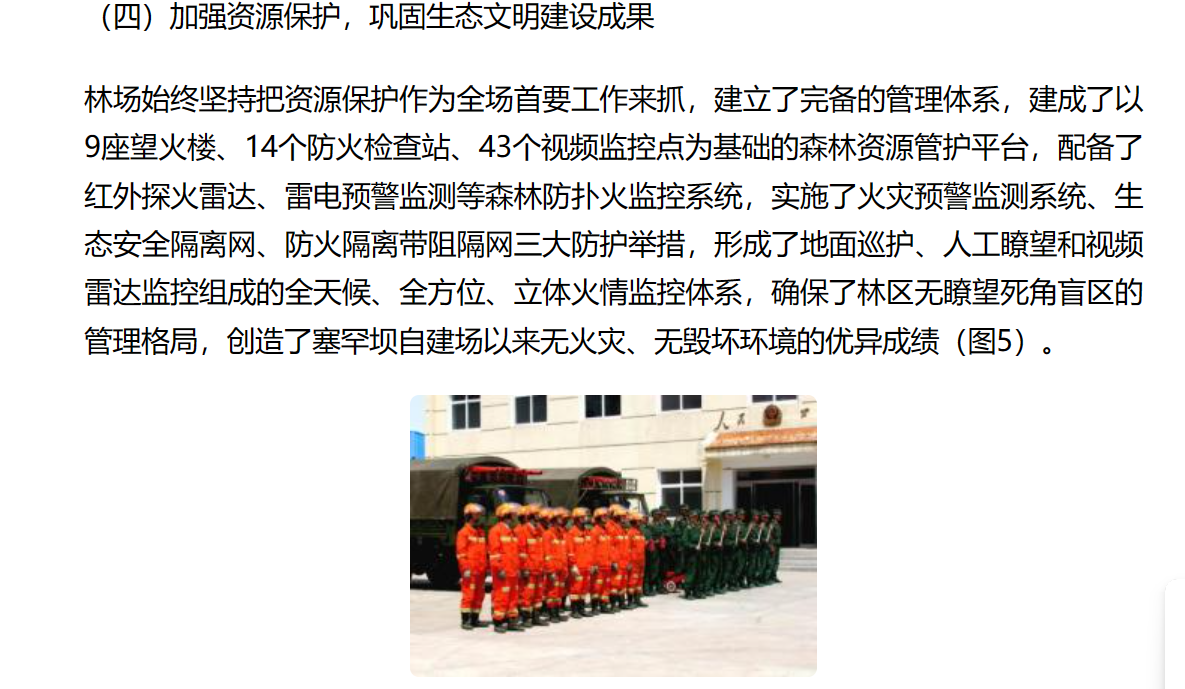 （四）加强资源保护，巩固生态文明建设成果
林场始终坚持把资源保护作为全场首要工作来抓，建立了完备的管理体系，建成了以
9座望火楼、14个防火检查站、43个视频监控点为基础的森林资源管护平台，配备了
红外探火雷达、雷电预警监测等森林防扑火监控系统，实施了火灾预警监测系统、生
态安全隔离网、防火隔离带阻隔网三大防护举措，形成了地面巡护、人工瞭望和视频
雷达监控组成的全天候、全方位、立体火情监控体系，确保了林区无瞭望死角盲区的
管理格局，创造了塞罕坝自建场以来无火灾、无毁坏环境的优异成绩（图5）。
人